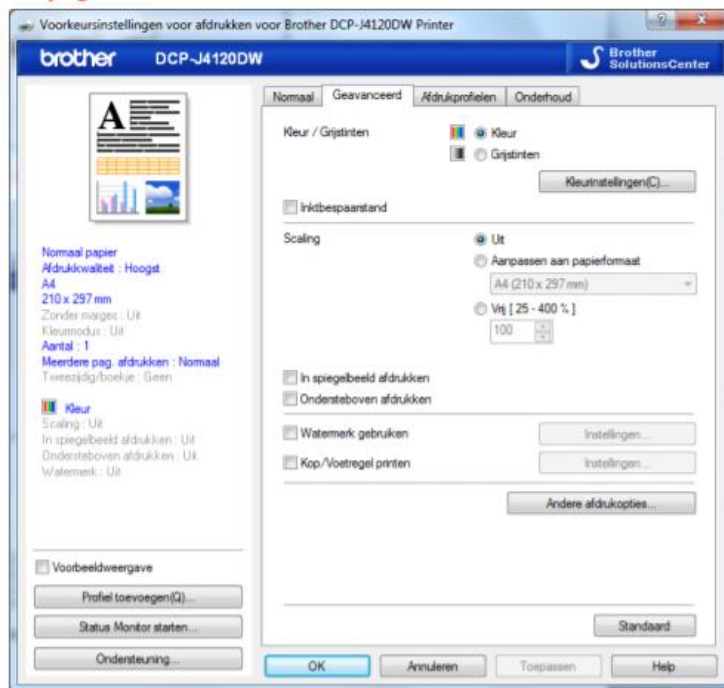 Voorkeursinstellingen voor afdrukken voor Brother DCP-J4120DW Printer
brother DCP-J4120DW
Brother
SolutionsCenter
Normaal Geavanceerd Afdrukprofielen Onderhoud
A
Normaal papier
Afdrukkwaliteit : Hoogst
A4
210 x 297 mm
Zonder marges : Uit
Kleurmodus : Uit
Aantal : 1
Meerdere pag. afdrukken : Normaal
Tweezijdig/boekje : Geen
Kleur
Scaling : Uit
In spiegelbeeld afdrukken : Uit
Ondersteboven afdrukken : Uit
Watermerk : Uit
Voorbeeldweergave
Profiel toevoegen(Q)...
Status Monitor starten...
Ondersteuning...
Kleur / Grijstinten
Kleur
Grijstinten
Kleurinstellingen(C)...
Inktbespaarstand
Scaling
Uit
Aanpassen aan papierformaat
A4 (210 x 297 mm)
Vrij [ 25 - 400 % ]
100
In spiegelbeeld afdrukken
Ondersteboven afdrukken
Watermerk gebruiken
Instellingen...
Kop/Voetregel printen
Instellingen...
Andere afdrukopties...
Standaard
OK Annuleren Toepassen Help